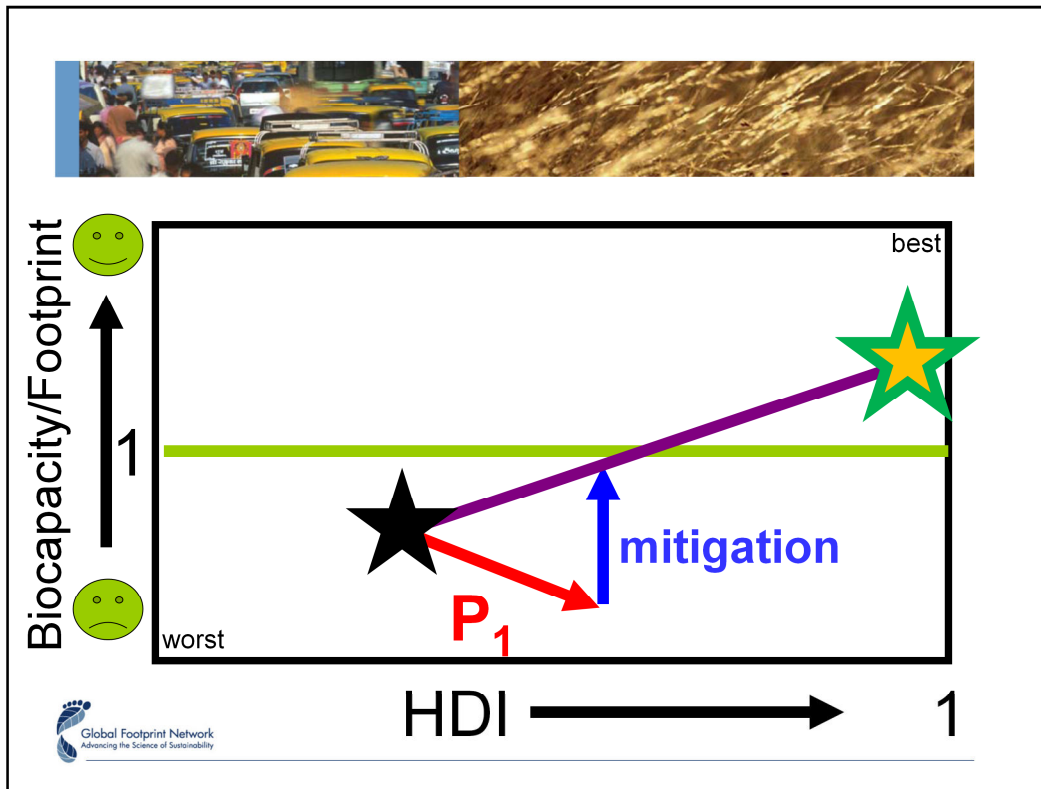 best
Biocapacity/Footprint
1
mitigation
P1
worst
HDI
1
Global Footprint Network
Advancing the Science of Sustainability